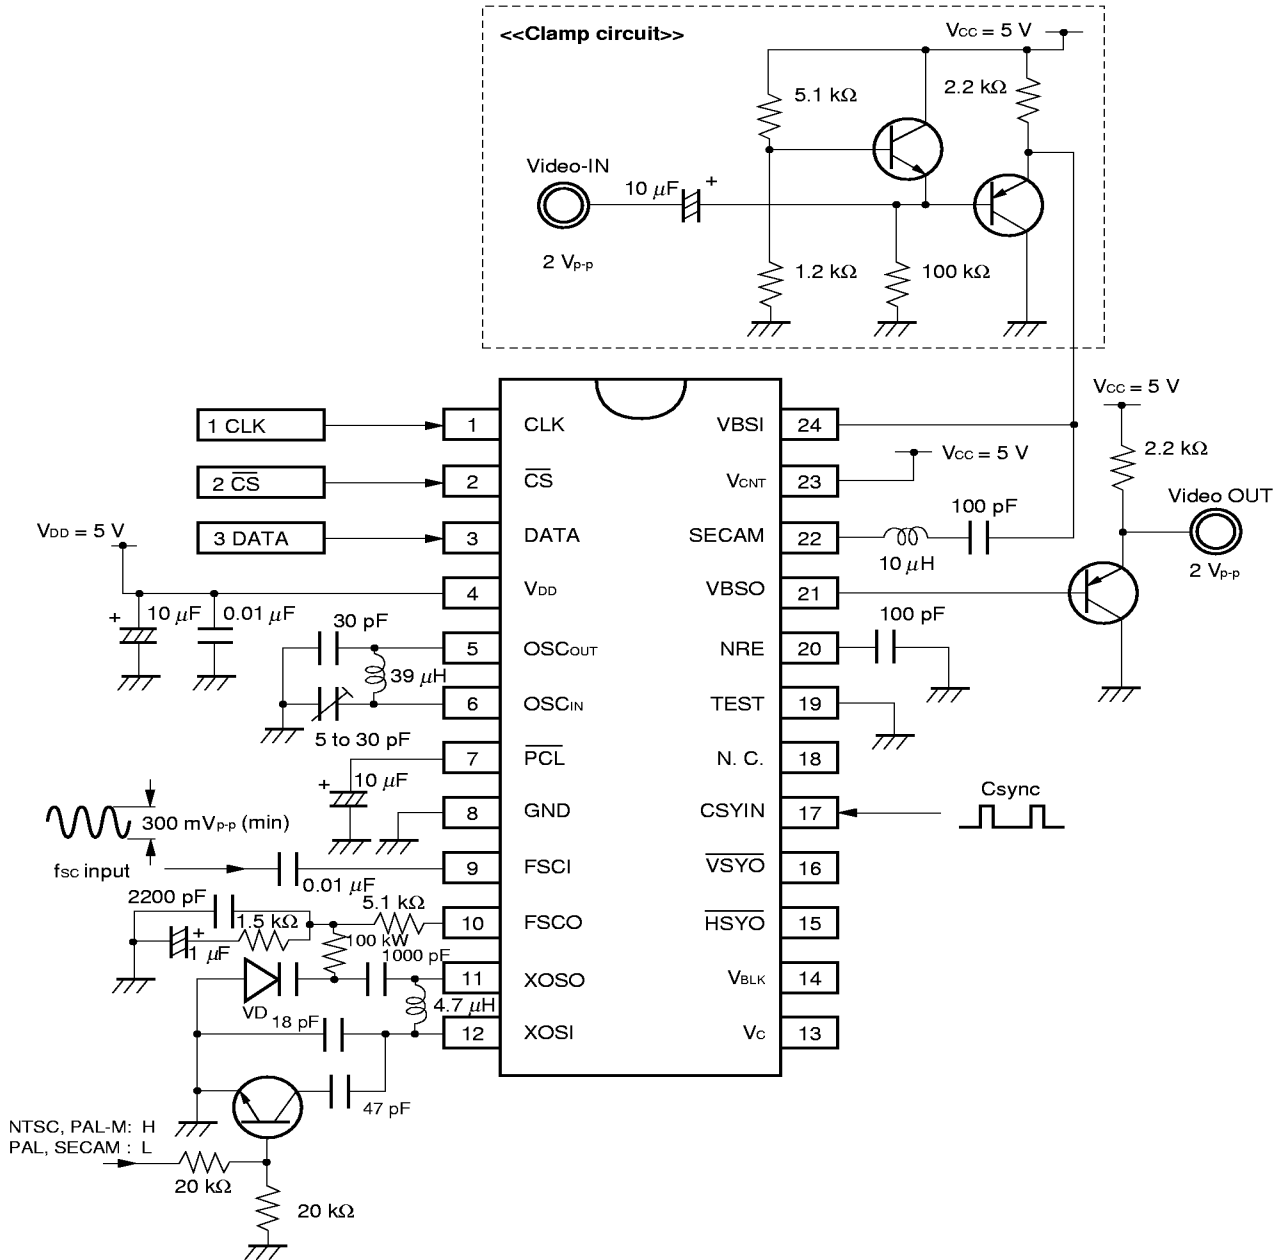 <<Clamp circuit>>
VCC = 5 V
5.1 kΩ
2.2 kΩ
Video-IN
10 μF
+
2 Vp-p
1.2 kΩ
100 kΩ
1 CLK
1
CLK
VBSI
24
VCC = 5 V
2.2 kΩ
2 CS
2
CS
VCNT
23
VCC = 5 V
3 DATA
3
DATA
SECAM
22
10 μH
100 pF
Video OUT
2 Vp-p
VDD = 5 V
+
10 μF
0.01 μF
4
VDD
VBSO
21
30 pF
5
OSCOUT
NRE
20
100 pF
39 μH
5 to 30 pF
6
OSCIN
TEST
19
+
10 μF
7
PCL
N. C.
18
8
GND
CSYIN
17
Csync
300 mVp-p (min)
fSC input
0.01 μF
9
FSCI
VSYO
16
2200 pF
1.5 kΩ
5.1 kΩ
10
FSCO
HSYO
15
+
1 μF
100 kW
1000 pF
11
XOSO
VBLK
14
VD
4.7 μH
18 pF
12
XOSI
VC
13
47 pF
NTSC, PAL-M: H
PAL, SECAM : L
20 kΩ
20 kΩ